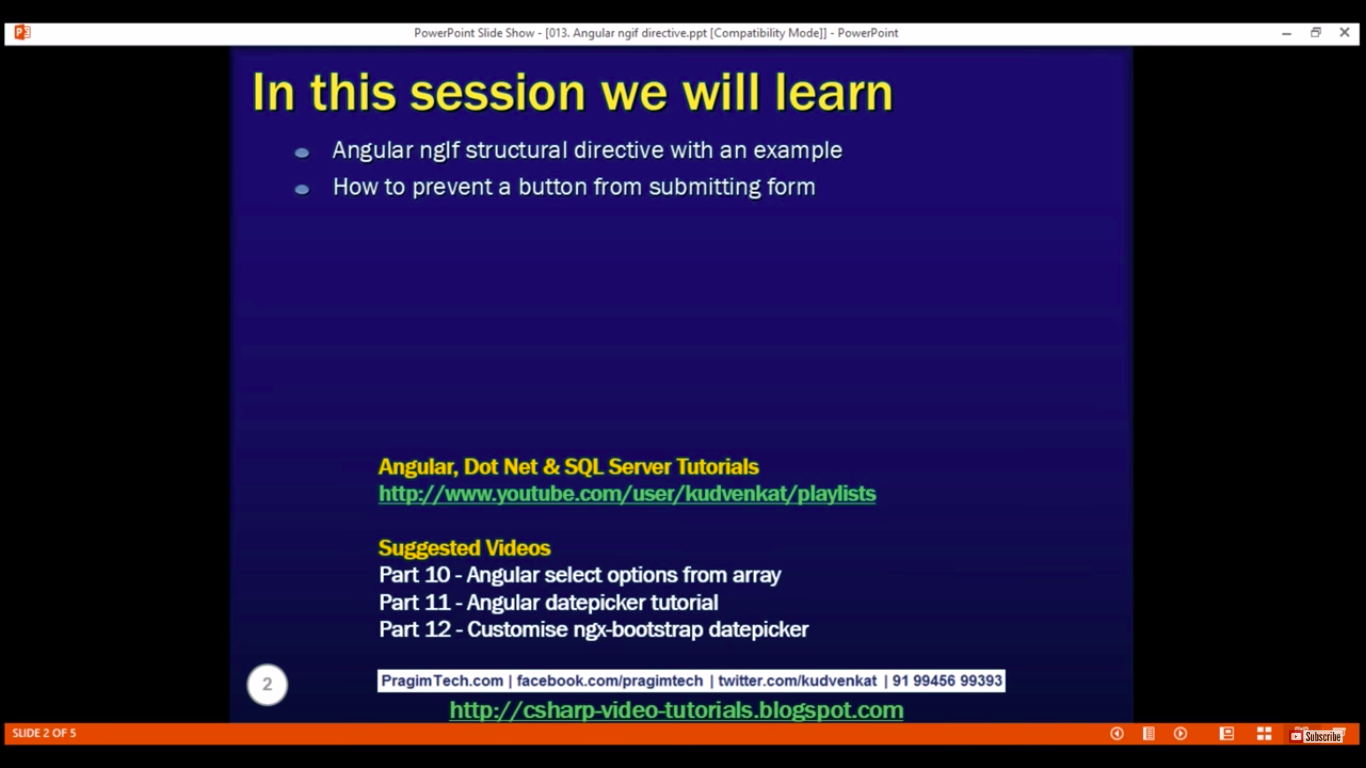 PowerPoint Slide Show - [013. Angular ngif directive.ppt [Compatibility Mode]] - PowerPoint
In this session we will learn
Angular ngIf structural directive with an example
How to prevent a button from submitting form
Angular, Dot Net & SQL Server Tutorials
http://www.youtube.com/user/kudvenkat/playlists
Suggested Videos
Part 10 - Angular select options from array
Part 11 - Angular datepicker tutorial
Part 12 - Customise ngx-bootstrap datepicker
2
PragimTech.com | facebook.com/pragimtech | twitter.com/kudvenkat | 91 99456 99393
http://csharp-video-tutorials.blogspot.com
SLIDE 2 OF 5
Subscribe